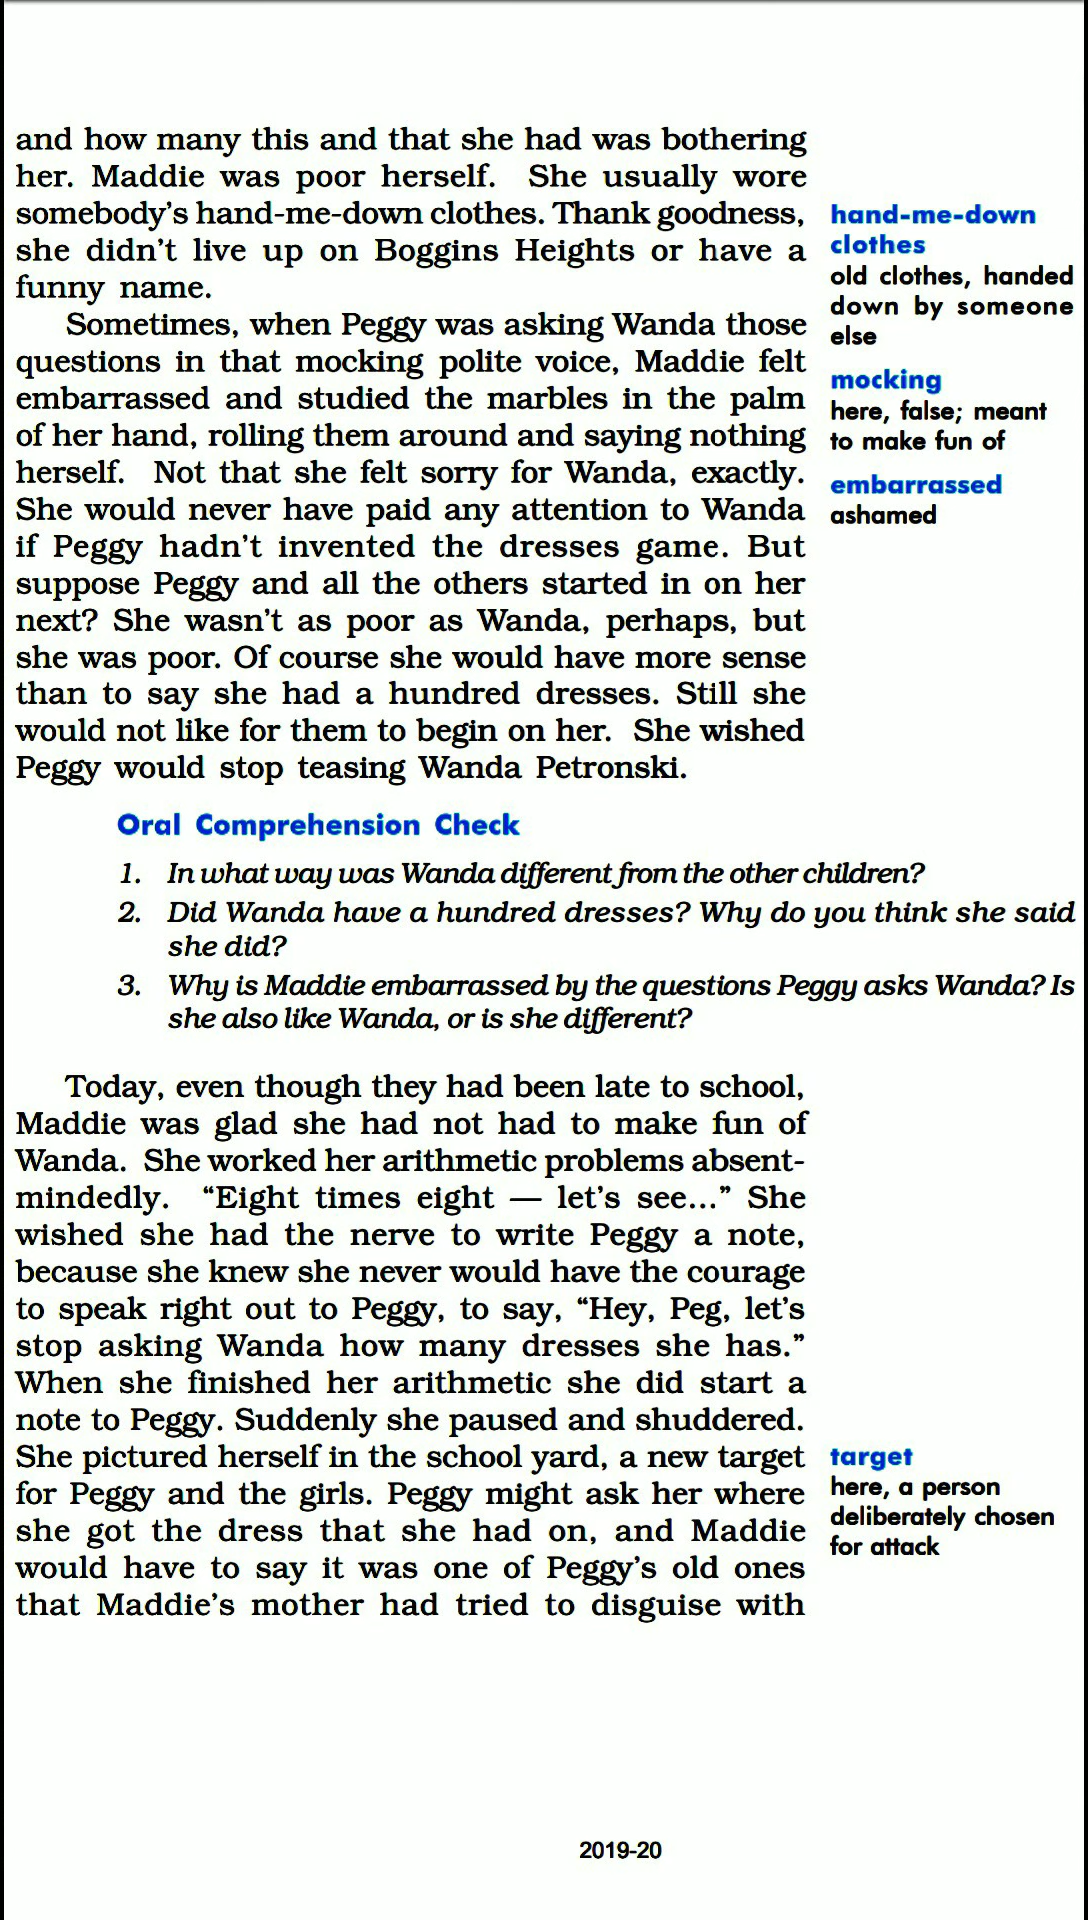 and how many this and that she had was bothering
her. Maddie was poor herself. She usually wore
somebody's hand-me-down clothes. Thank goodness,
she didn't live up on Boggins Heights or have a
funny name.
Sometimes, when Peggy was asking Wanda those
questions in that mocking polite voice, Maddie felt
embarrassed and studied the marbles in the palm
of her hand, rolling them around and saying nothing
herself. Not that she felt sorry for Wanda, exactly.
She would never have paid any attention to Wanda
if Peggy hadn't invented the dresses game. But
suppose Peggy and all the others started in on her
next? She wasn't as poor as Wanda, perhaps, but
she was poor. Of course she would have more sense
than to say she had a hundred dresses. Still she
would not like for them to begin on her. She wished
Peggy would stop teasing Wanda Petronski.
hand-me-down
clothes
old clothes, handed
down by someone
else
mocking
here, false; meant
to make fun of
embarrassed
ashamed
Oral Comprehension Check
1. In what way was Wanda different from the other children?
2. Did Wanda have a hundred dresses? Why do you think she said
she did?
3. Why is Maddie embarrassed by the questions Peggy asks Wanda? Is
she also like Wanda, or is she different?
Today, even though they had been late to school,
Maddie was glad she had not had to make fun of
Wanda. She worked her arithmetic problems absent-
mindedly. “Eight times eight — let's see...” She
wished she had the nerve to write Peggy a note,
because she knew she never would have the courage
to speak right out to Peggy, to say, “Hey, Peg, let's
stop asking Wanda how many dresses she has.”
When she finished her arithmetic she did start a
note to Peggy. Suddenly she paused and shuddered.
She pictured herself in the school yard, a new target
for Peggy and the girls. Peggy might ask her where
she got the dress that she had on, and Maddie
would have to say it was one of Peggy's old ones
that Maddie's mother had tried to disguise with
target
here, a person
deliberately chosen
for attack
2019-20